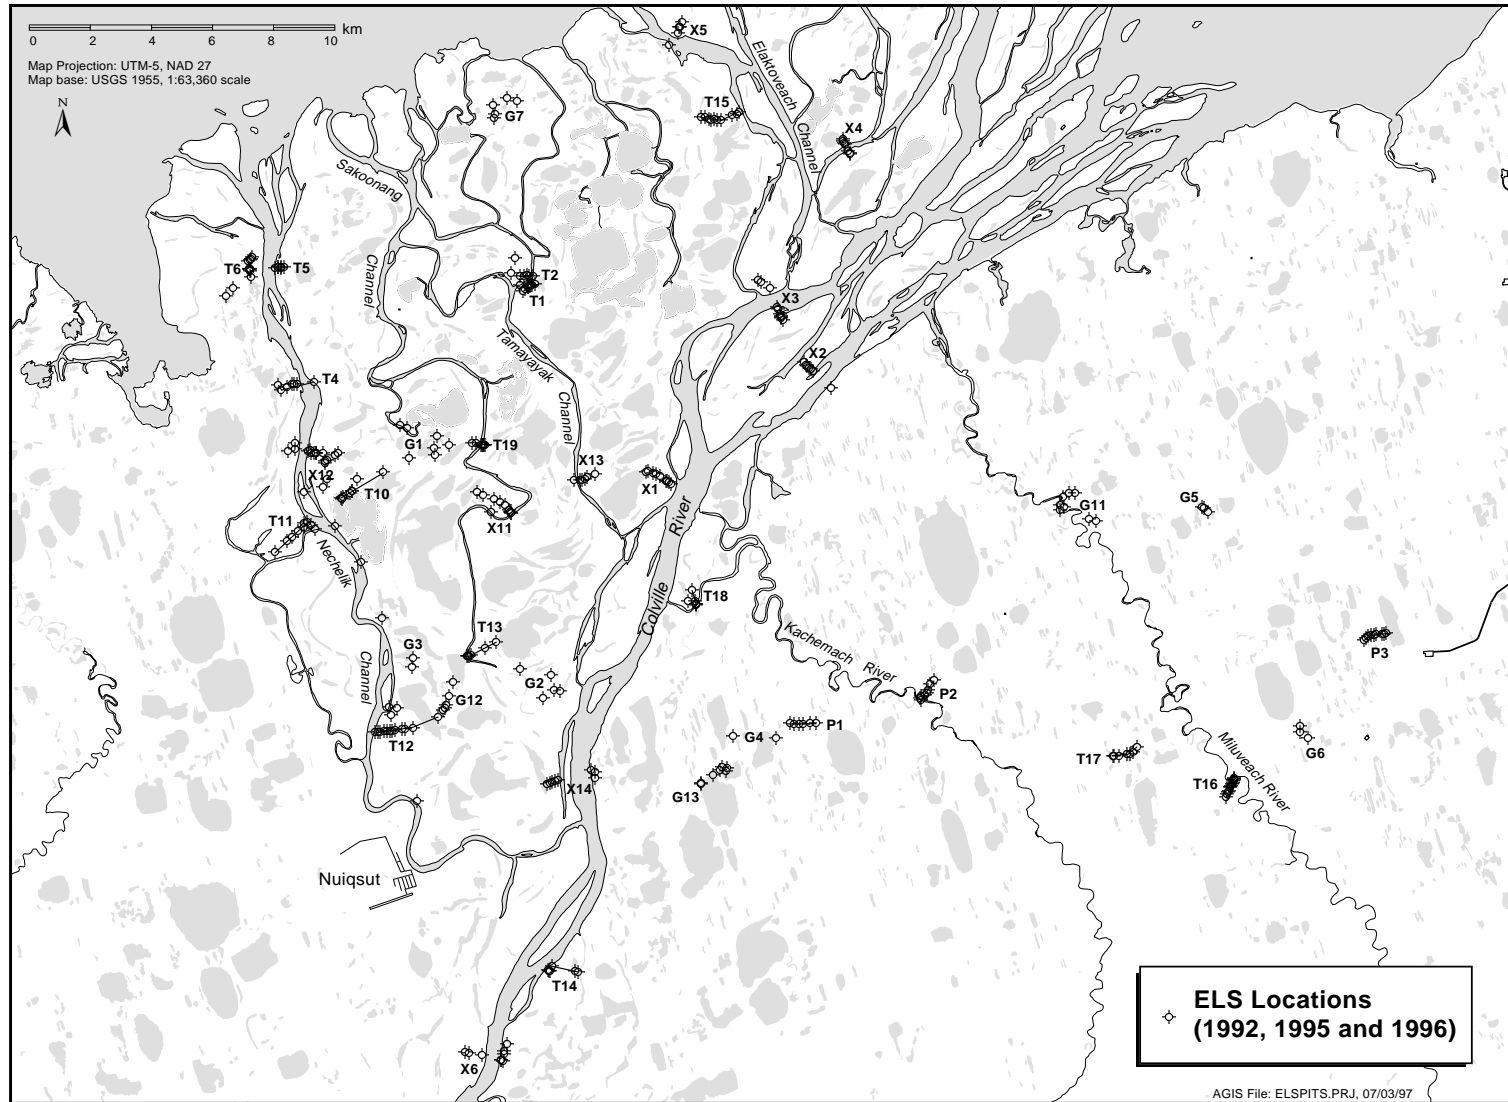 0 2 4 6 8 10 km
Map Projection: UTM-5, NAD 27
Map base: USGS 1955, 1:63,360 scale
N
X5
Elaktoveach
Channel
T15
X4
G7
Sakoonang
Channel
T6
T5
T2
T1
X3
Tamayayak
Channel
X2
T4
G1
T19
X12
T10
X13
X1
River
Colville
G11
G5
T11
X11
Nechelik
Channel
T18
Kachemach River
T13
G3
P3
G2
G12
P2
P1
G4
T12
G6
T17
Miluveach River
X14
G13
T16
Nuiqsut
T14
ELS Locations
(1992, 1995 and 1996)
X6
AGIS File: ELSPITS.PRJ, 07/03/97